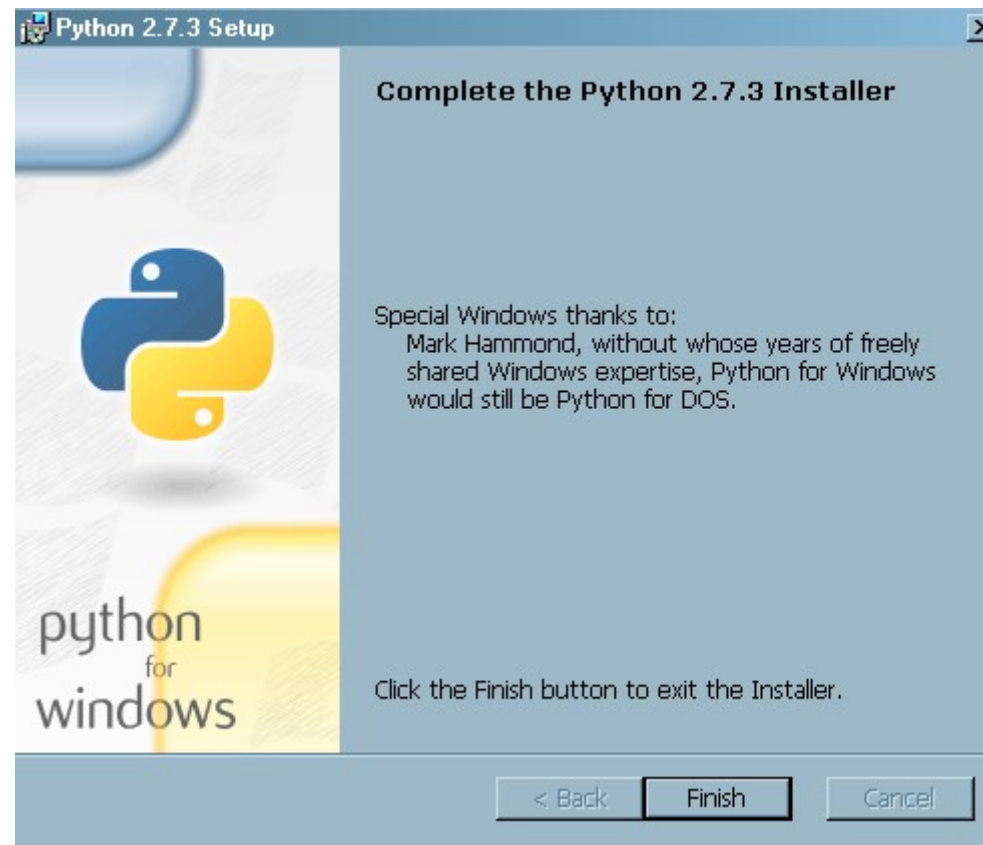 Python 2.7.3 Setup
Complete the Python 2.7.3 Installer
Special Windows thanks to:
Mark Hammond, without whose years of freely
shared Windows expertise, Python for Windows
would still be Python for DOS.
python
for
windows
Click the Finish button to exit the Installer.
< Back Finish Cancel